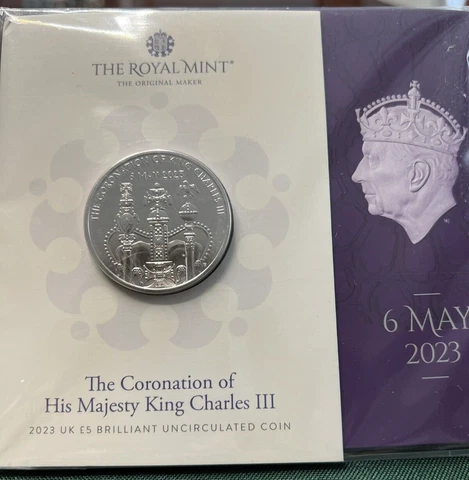 THE ROYAL MINT®
THE ORIGINAL MAKER
THE CORONATION OF KING CHARLES III
6 MAY 2023
The Coronation of
His Majesty King Charles III
2023 UK £5 BRILLIANT UNCIRCULATED COIN
6 MAY
2023